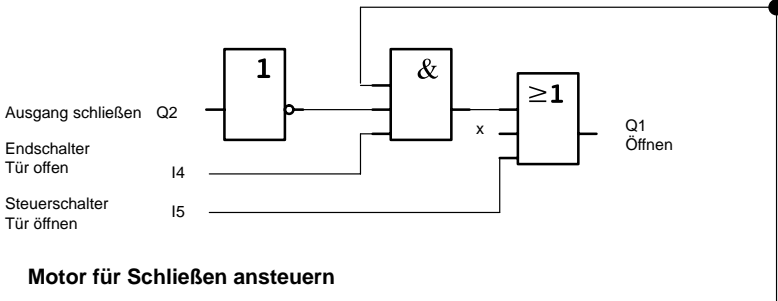 1
&
≥1
Ausgang schließen Q2
x
Q1
Öffnen
Endschalter
Tür offen
I4
Steuerschalter
Tür öffnen
I5
Motor für Schließen ansteuern